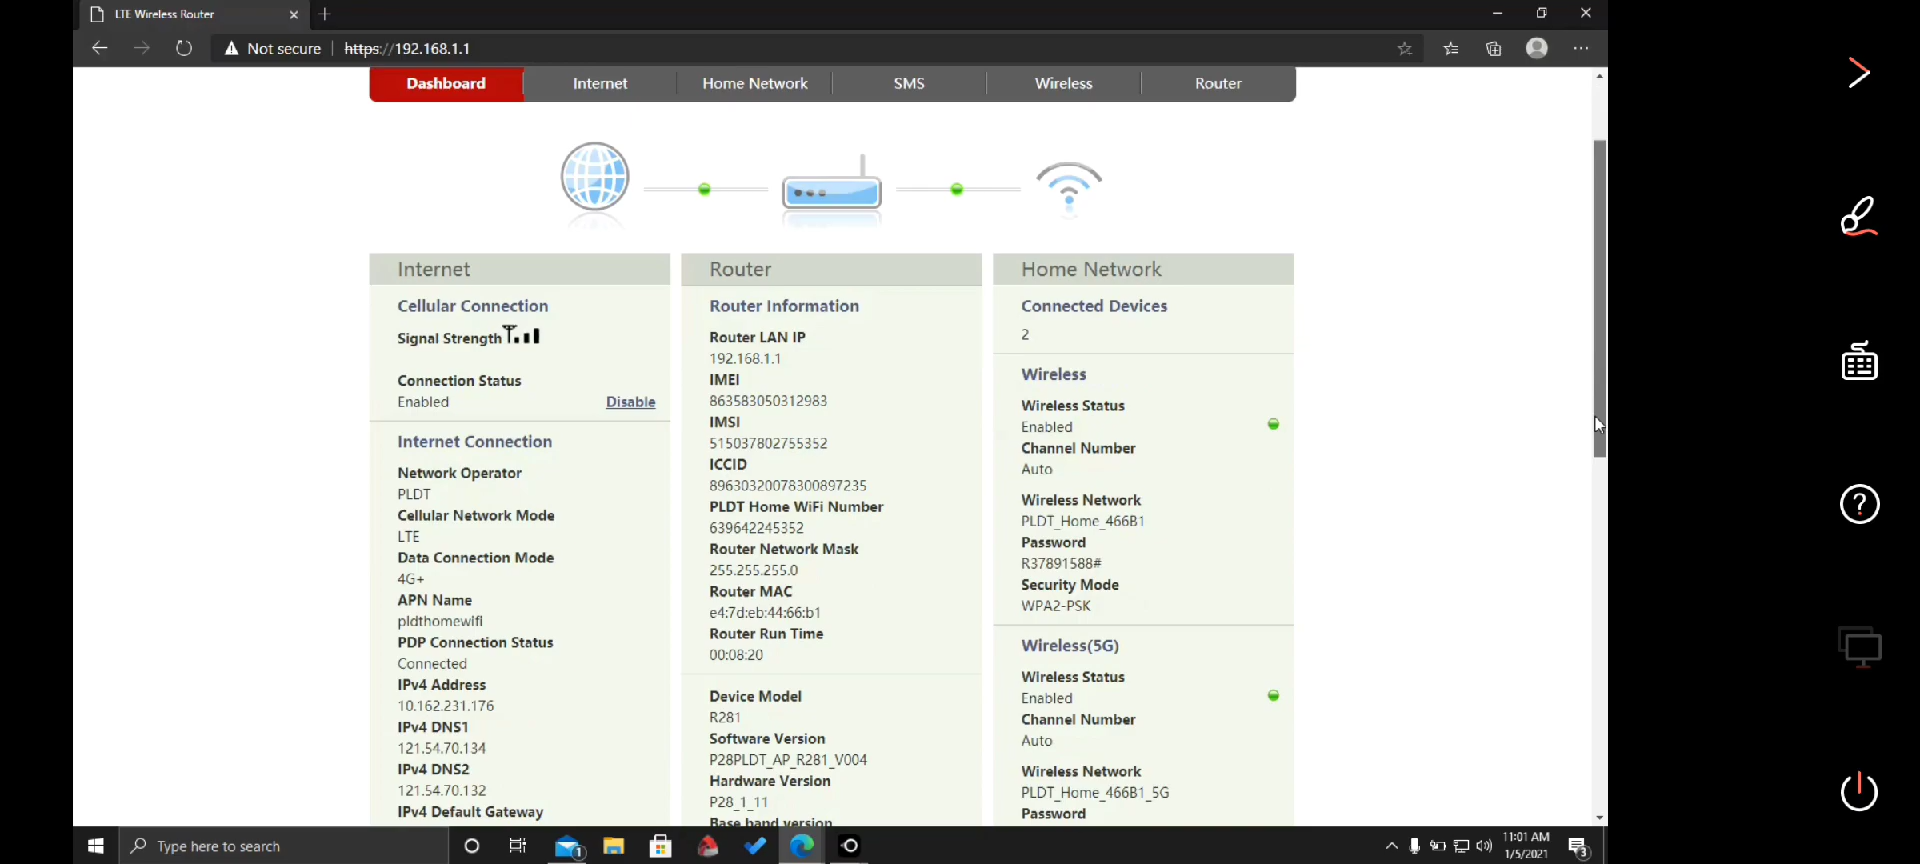 LTE Wireless Router
Not secure
https://192.168.1.1
Dashboard
Internet
Home Network
SMS
Wireless
Router
Internet
Cellular Connection
Signal Strength
Connection Status
Enabled
Disable
Internet Connection
Network Operator
PLDT
Cellular Network Mode
LTE
Data Connection Mode
4G+
APN Name
pldthomewifi
PDP Connection Status
Connected
IPv4 Address
10.162.231.176
IPv4 DNS1
121.54.70.134
IPv4 DNS2
121.54.70.132
IPv4 Default Gateway
Router
Router Information
Router LAN IP
192.168.1.1
IMEI
863583050312983
IMSI
515037802755352
ICCID
89630320078300897235
PLDT Home WiFi Number
639642245352
Router Network Mask
255.255.255.0
Router MAC
e4:7d:eb:44:66:b1
Router Run Time
00:08:20
Device Model
R281
Software Version
P28PLDT_AP_R281_V004
Hardware Version
P28_1_11
Base band version
Home Network
Connected Devices
2
Wireless
Wireless Status
Enabled
Channel Number
Auto
Wireless Network
PLDT_Home_466B1
Password
R37891588#
Security Mode
WPA2-PSK
Wireless(5G)
Wireless Status
Enabled
Channel Number
Auto
Wireless Network
PLDT_Home_466B1_5G
Password
Type here to search
1
11:01 AM
1/5/2021
3